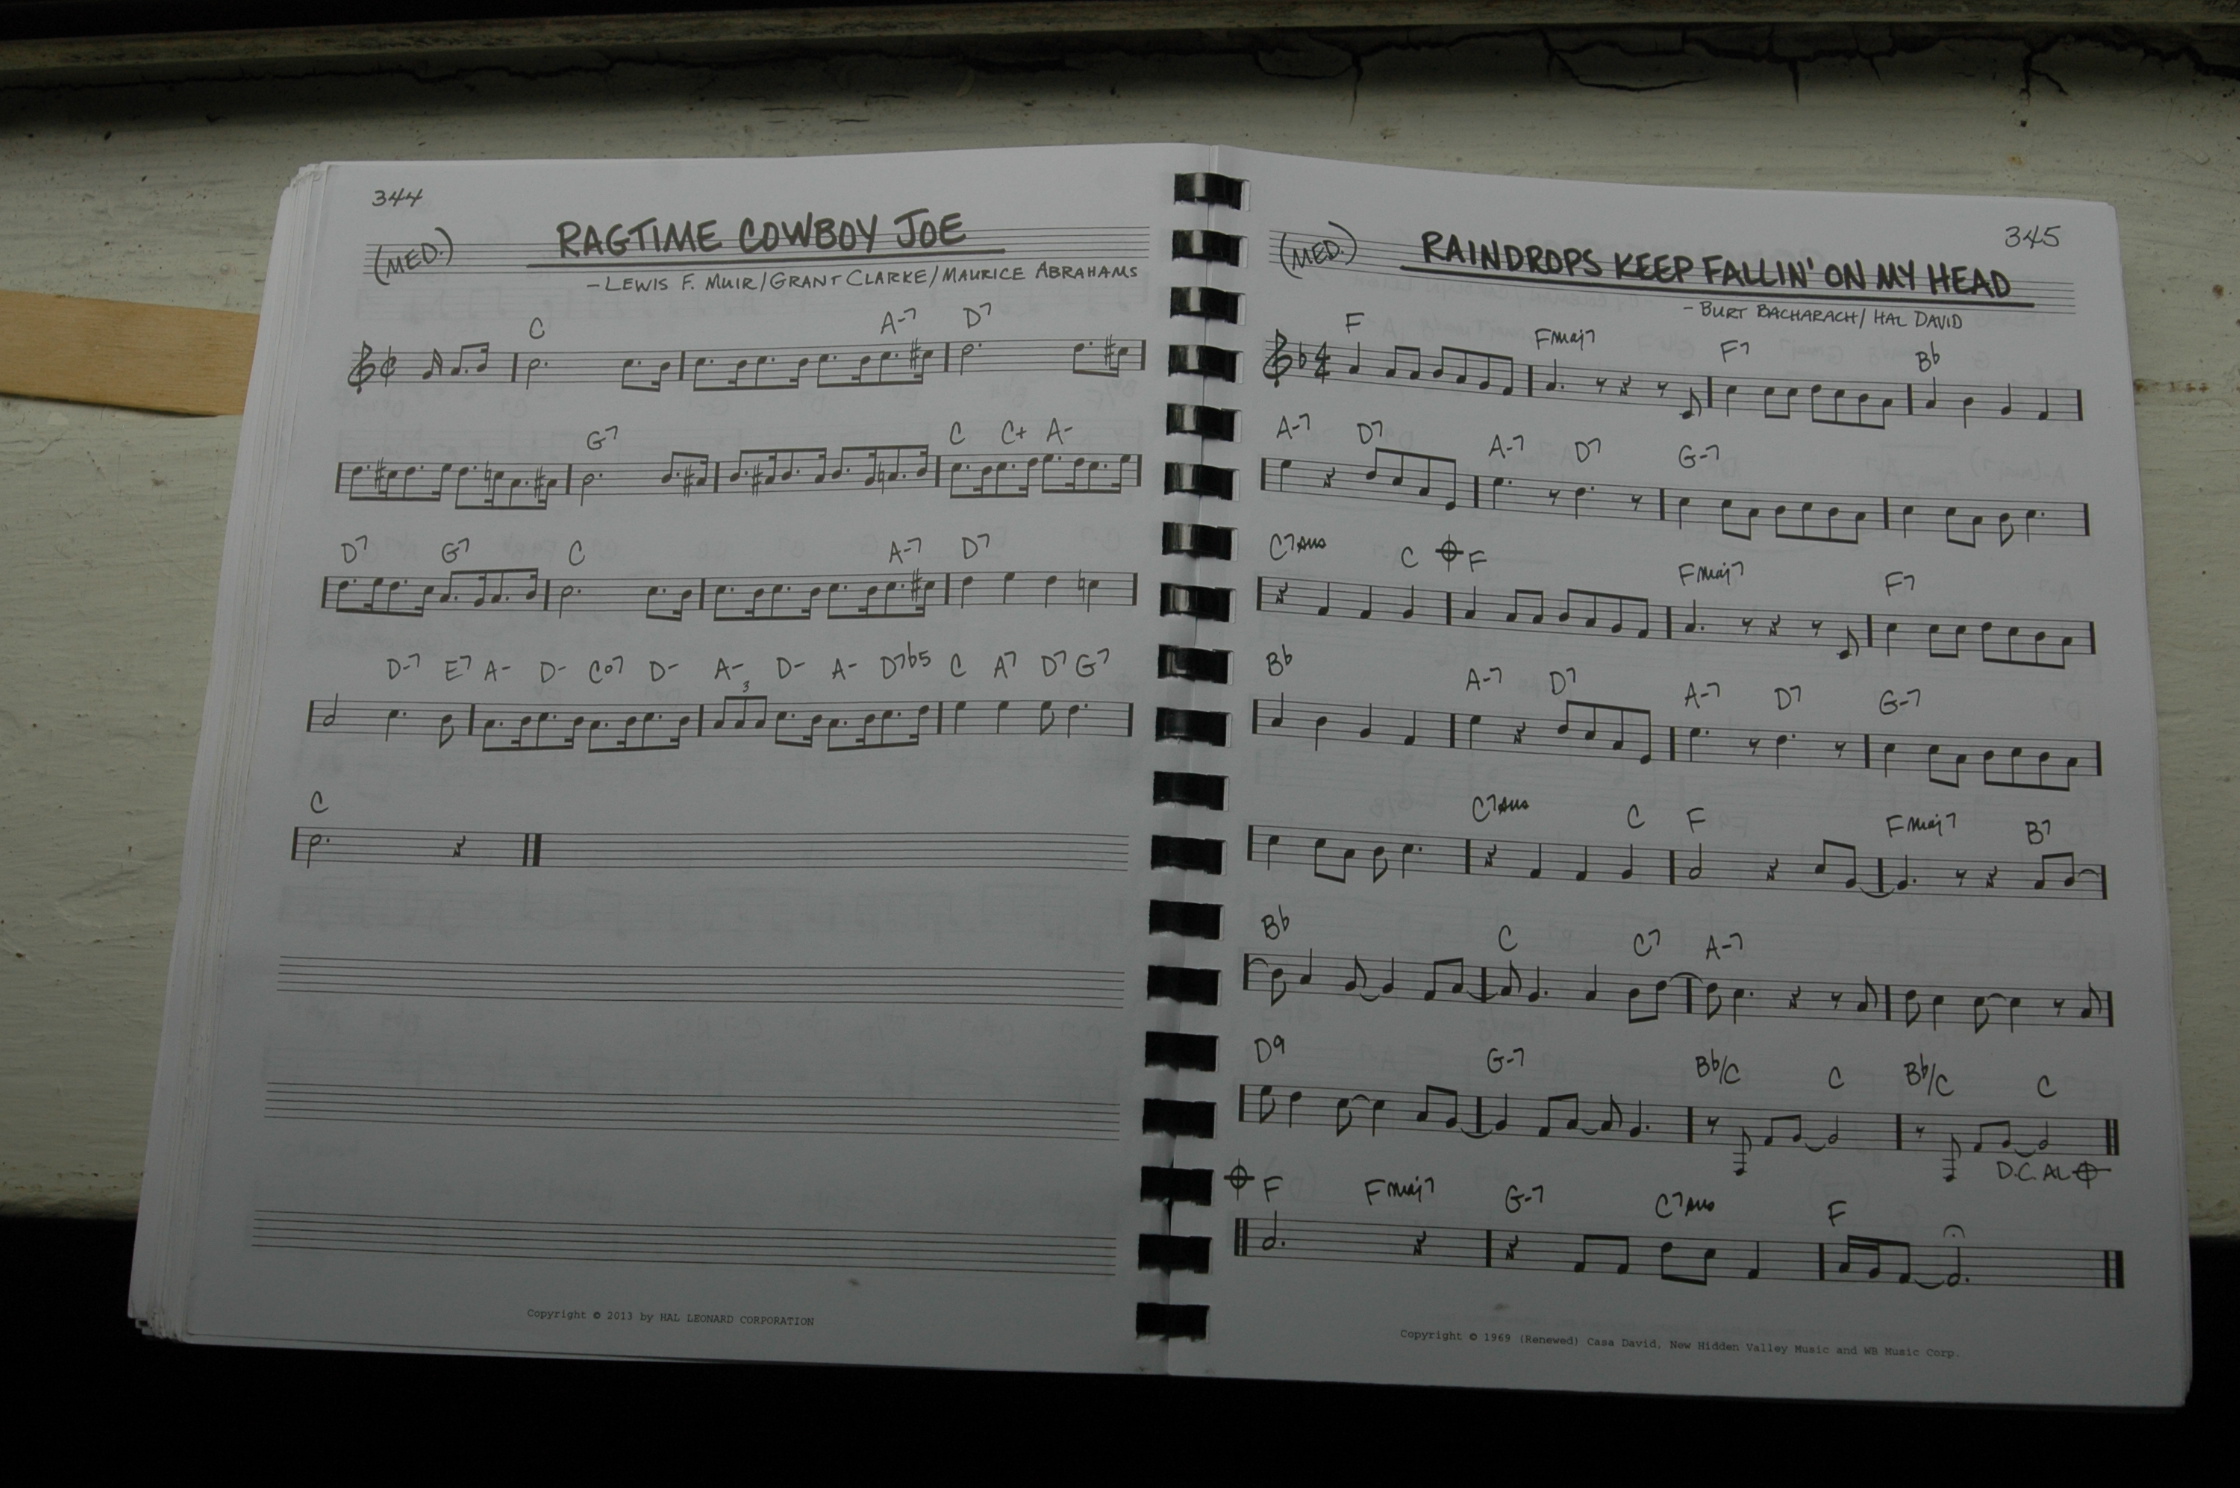 344
(MED.)
RAGTIME COWBOY JOE
- LEWIS F. MUIR/GRANT CLARKE/MAURICE ABRAHAMS
C A-7 D7
G7 C C+ A-
D7 G7 C A-7 D7
D-7 E7 A- D- C°7 D- A- D- A- D7b5 C A7 D7 G7
3
C
Copyright © 2013 by HAL LEONARD CORPORATION
345
(MED.)
RAINDROPS KEEP FALLIN' ON MY HEAD
- BURT BACHARACH/HAL DAVID
F Fmaj7 F7 Bb
4
4
A-7 D7 A-7 D7 G-7
C7sus C F Fmaj7 F7
Bb A-7 D7 A-7 D7 G-7
C7sus C F Fmaj7 B7
Bb C C7 A-7
D9 G-7 Bb/C C Bb/C C
D.C. AL
F Fmaj7 G-7 C7sus F
Copyright © 1969 (Renewed) Casa David, New Hidden Valley Music and WB Music Corp.